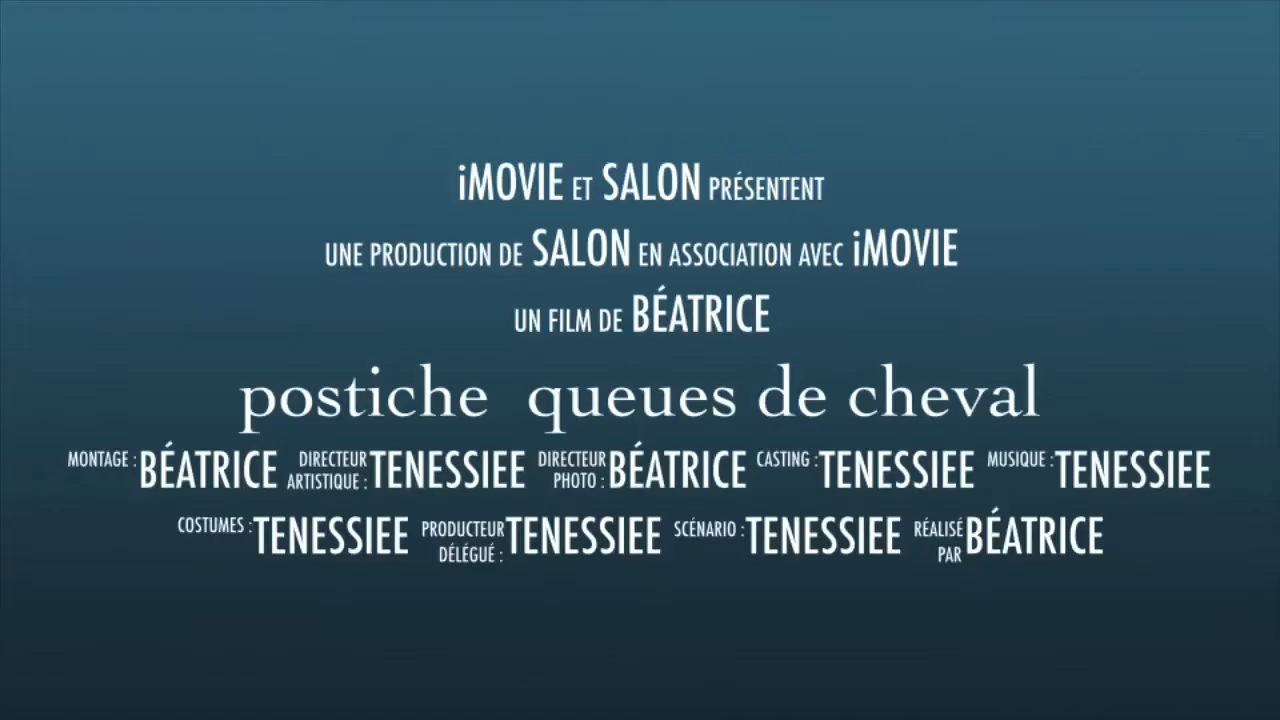 iMOVIE ET SALON PRÉSENTENT
UNE PRODUCTION DE SALON EN ASSOCIATION AVEC iMOVIE
UN FILM DE BÉATRICE
postiche queues de cheval
MONTAGE : BÉATRICE DIRECTEUR ARTISTIQUE : TENESSIEE DIRECTEUR PHOTO : BÉATRICE CASTING : TENESSIEE MUSIQUE : TENESSIEE
COSTUMES : TENESSIEE PRODUCTEUR DÉLÉGUÉ : TENESSIEE SCÉNARIO : TENESSIEE RÉALISÉ PAR BÉATRICE